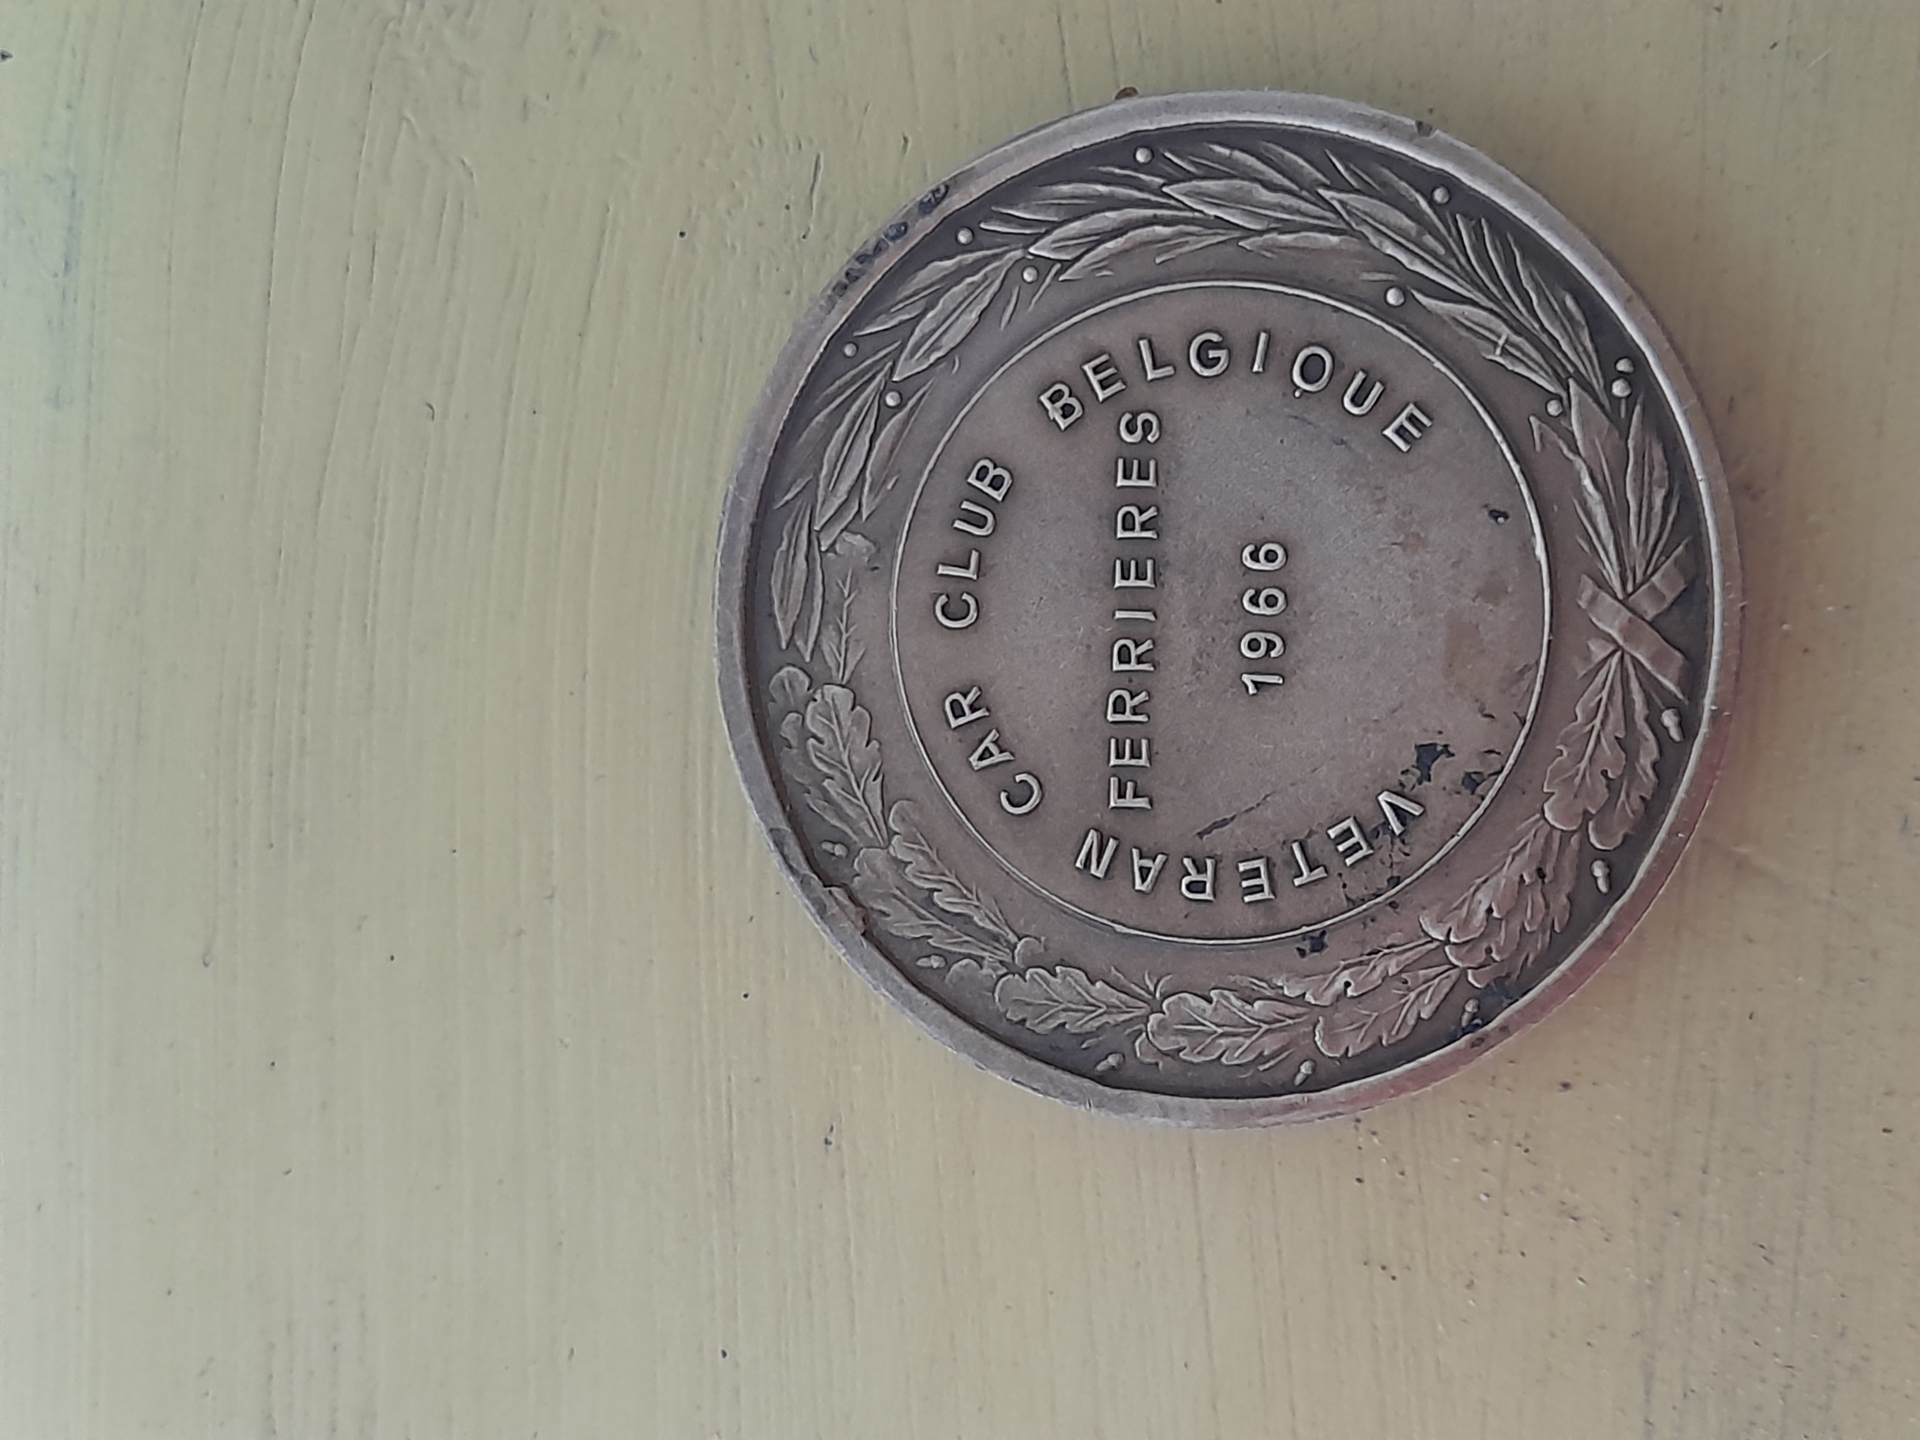 VETERAN CAR CLUB BELGIQUE
FERRIERES
1966